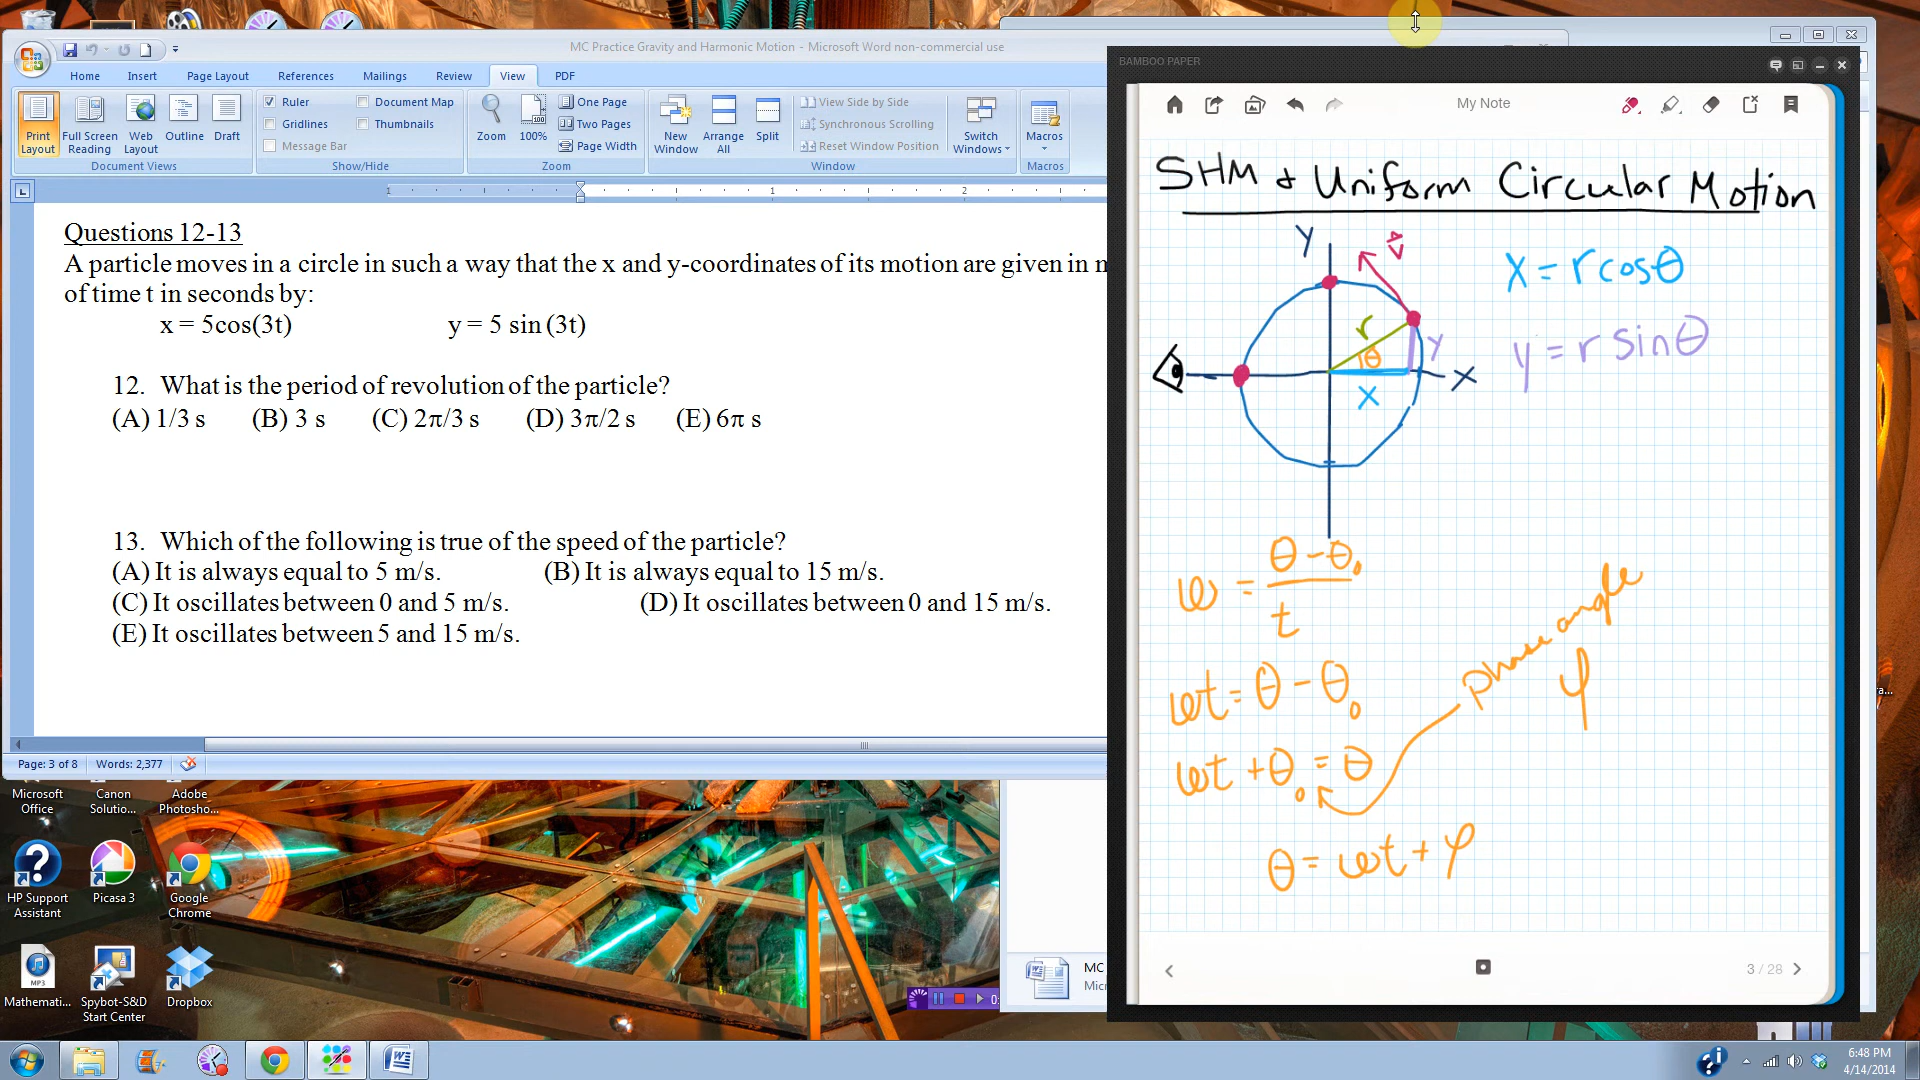 MC Practice Gravity and Harmonic Motion - Microsoft Word non-commercial use
Home Insert Page Layout References Mailings Review View PDF
Print Layout
Full Screen Reading
Web Layout
Outline
Draft
Document Views
Ruler
Gridlines
Message Bar
Document Map
Thumbnails
Show/Hide
Zoom
100%
One Page
Two Pages
Page Width
Zoom
New Window
Arrange All
Split
View Side by Side
Synchronous Scrolling
Reset Window Position
Window
Switch Windows
Macros
Macros
1 1 2
Questions 12-13
A particle moves in a circle in such a way that the x and y-coordinates of its motion are given in
of time t in seconds by:
x = 5cos(3t) y = 5 sin (3t)
12. What is the period of revolution of the particle?
(A) 1/3 s (B) 3 s (C) 2π/3 s (D) 3π/2 s (E) 6π s
13. Which of the following is true of the speed of the particle?
(A) It is always equal to 5 m/s. (B) It is always equal to 15 m/s.
(C) It oscillates between 0 and 5 m/s. (D) It oscillates between 0 and 15 m/s.
(E) It oscillates between 5 and 15 m/s.
Page: 3 of 8 Words: 2,377
BAMBOO PAPER
My Note
SHM & Uniform Circular Motion
y
v
r
θ
y
x
x
x = r cosθ
y = r sinθ
ω = θ - θ₀ / t
ωt = θ - θ₀
ωt + θ₀ = θ
phase angle
φ
θ = ωt + φ
3 / 28
Microsoft Office
Canon Solutio...
Adobe Photosho...
HP Support Assistant
Picasa 3
Google Chrome
MP3
Mathemati...
Spybot-S&D Start Center
Dropbox
MC
6:48 PM
4/14/2014